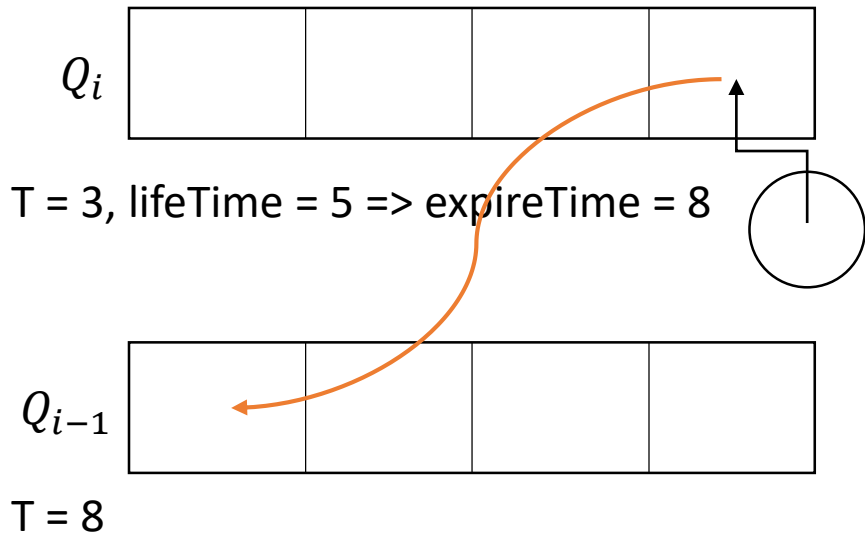 Qᵢ
T = 3, lifeTime = 5 => expireTime = 8
Qᵢ₋₁
T = 8